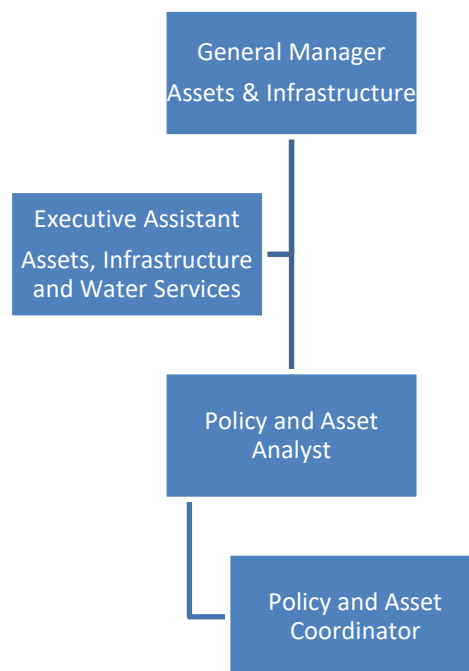 General Manager
Assets & Infrastructure
Executive Assistant
Assets, Infrastructure
and Water Services
Policy and Asset
Analyst
Policy and Asset
Coordinator